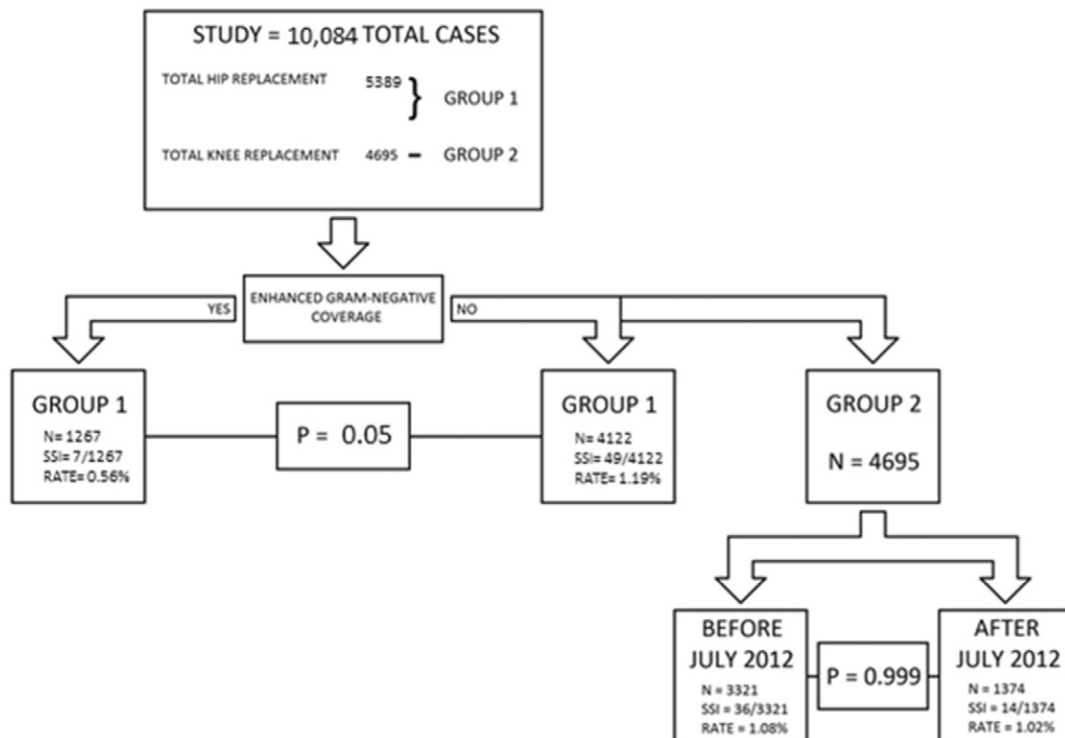 STUDY = 10,084 TOTAL CASES
TOTAL HIP REPLACEMENT 5389 } GROUP 1
TOTAL KNEE REPLACEMENT 4695 – GROUP 2
YES
ENHANCED GRAM-NEGATIVE
COVERAGE
NO
GROUP 1
N= 1267
SSI= 7/1267
RATE= 0.56%
P = 0.05
GROUP 1
N= 4122
SSI= 49/4122
RATE= 1.19%
GROUP 2
N = 4695
BEFORE
JULY 2012
N = 3321
SSI = 36/3321
RATE = 1.08%
P = 0.999
AFTER
JULY 2012
N = 1374
SSI = 14/1374
RATE = 1.02%